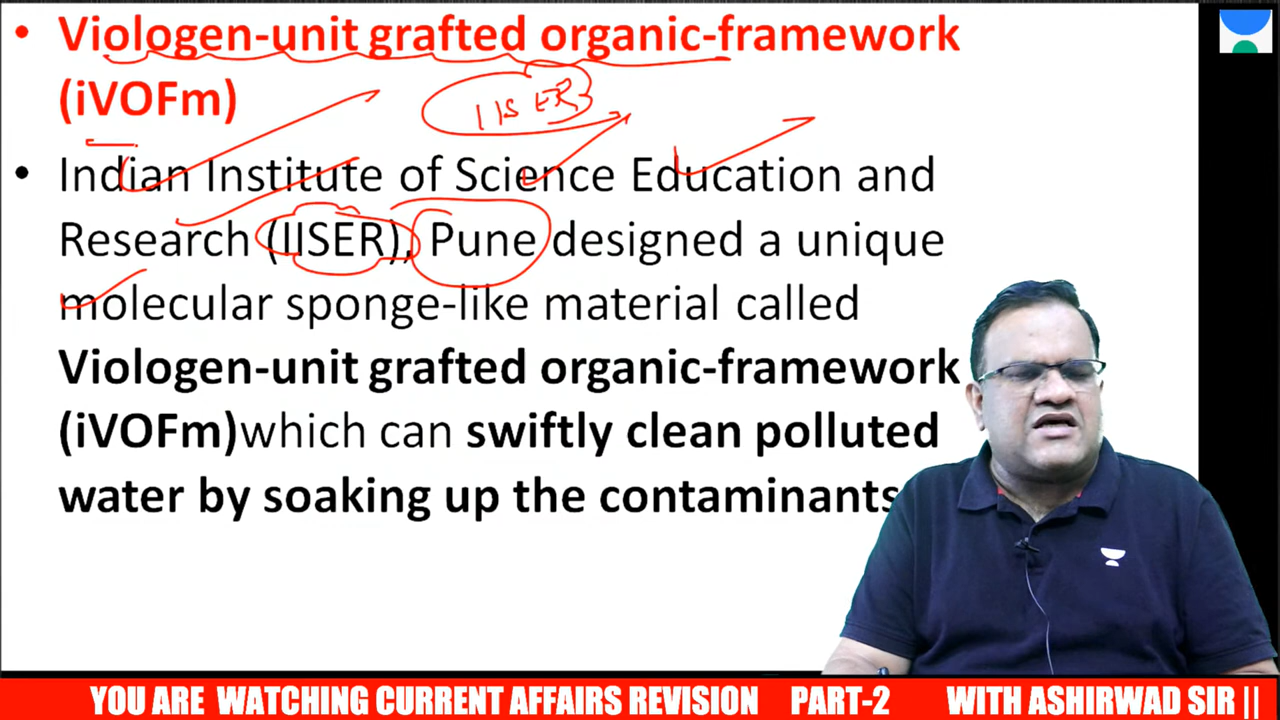 • Viologen-unit grafted organic-framework
(iVOFm)
IISER
• Indian Institute of Science Education and
Research (IISER), Pune designed a unique
molecular sponge-like material called
Viologen-unit grafted organic-framework
(iVOFm)which can swiftly clean polluted
water by soaking up the contaminants
YOU ARE WATCHING CURRENT AFFAIRS REVISION PART-2 WITH ASHIRWAD SIR ||